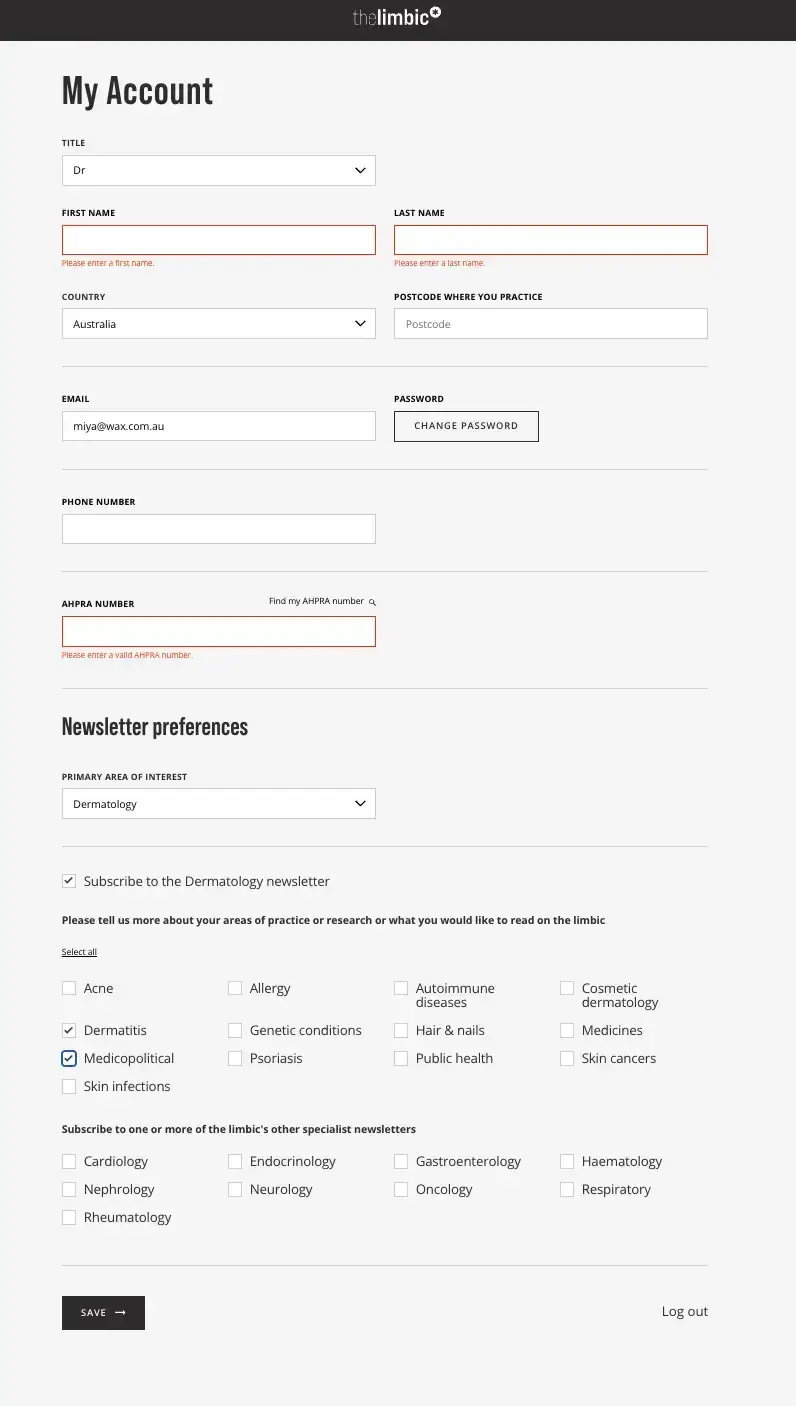 thelimbic
My Account
TITLE
Dr
FIRST NAME
LAST NAME
Please enter a first name.
Please enter a last name.
COUNTRY
POSTCODE WHERE YOU PRACTICE
Australia
Postcode
EMAIL
PASSWORD
miya@wax.com.au
CHANGE PASSWORD
PHONE NUMBER
AHPRA NUMBER
Find my AHPRA number
Please enter a valid AHPRA number.
Newsletter preferences
PRIMARY AREA OF INTEREST
Dermatology
Subscribe to the Dermatology newsletter
Please tell us more about your areas of practice or research or what you would like to read on the limbic
Select all
Acne
Allergy
Autoimmune
diseases
Cosmetic
dermatology
Dermatitis
Genetic conditions
Hair & nails
Medicines
Medicopolitical
Psoriasis
Public health
Skin cancers
Skin infections
Subscribe to one or more of the limbic's other specialist newsletters
Cardiology
Endocrinology
Gastroenterology
Haematology
Nephrology
Neurology
Oncology
Respiratory
Rheumatology
SAVE →
Log out